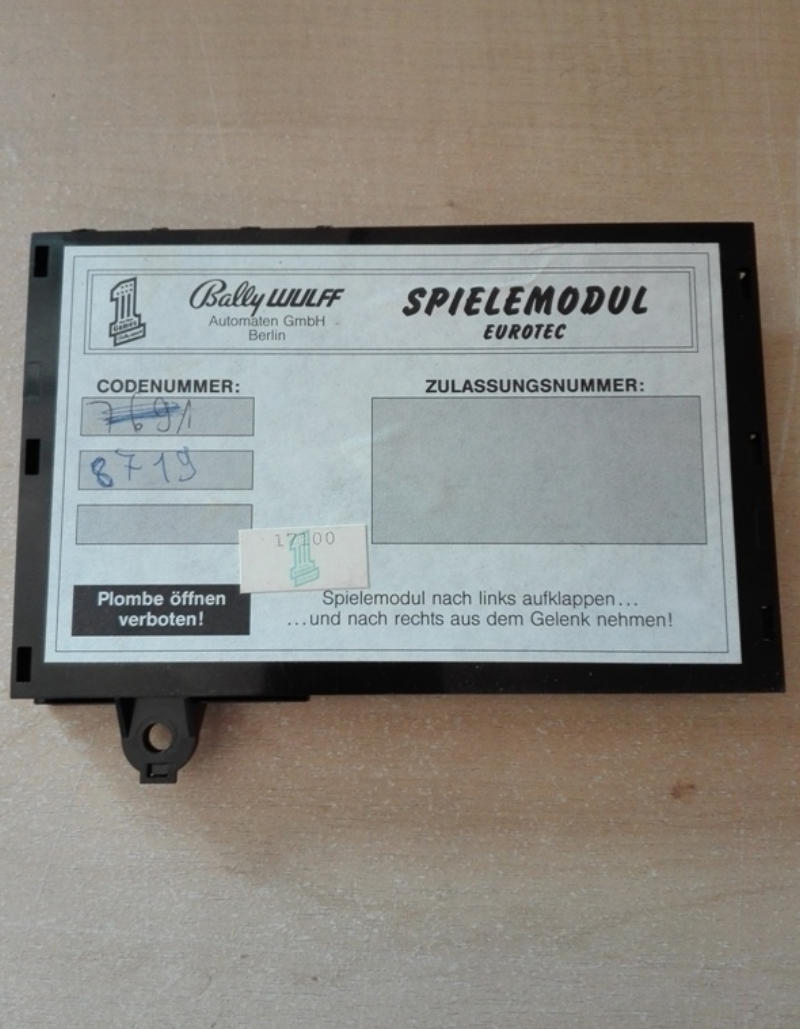 Bally WULFF
Automaten GmbH
Berlin
SPIELEMODUL
EUROTEC
CODENUMMER:
7691
8719
ZULASSUNGSNUMMER:
17100
Plombe öffnen
verboten!
Spielemodul nach links aufklappen...
...und nach rechts aus dem Gelenk nehmen!